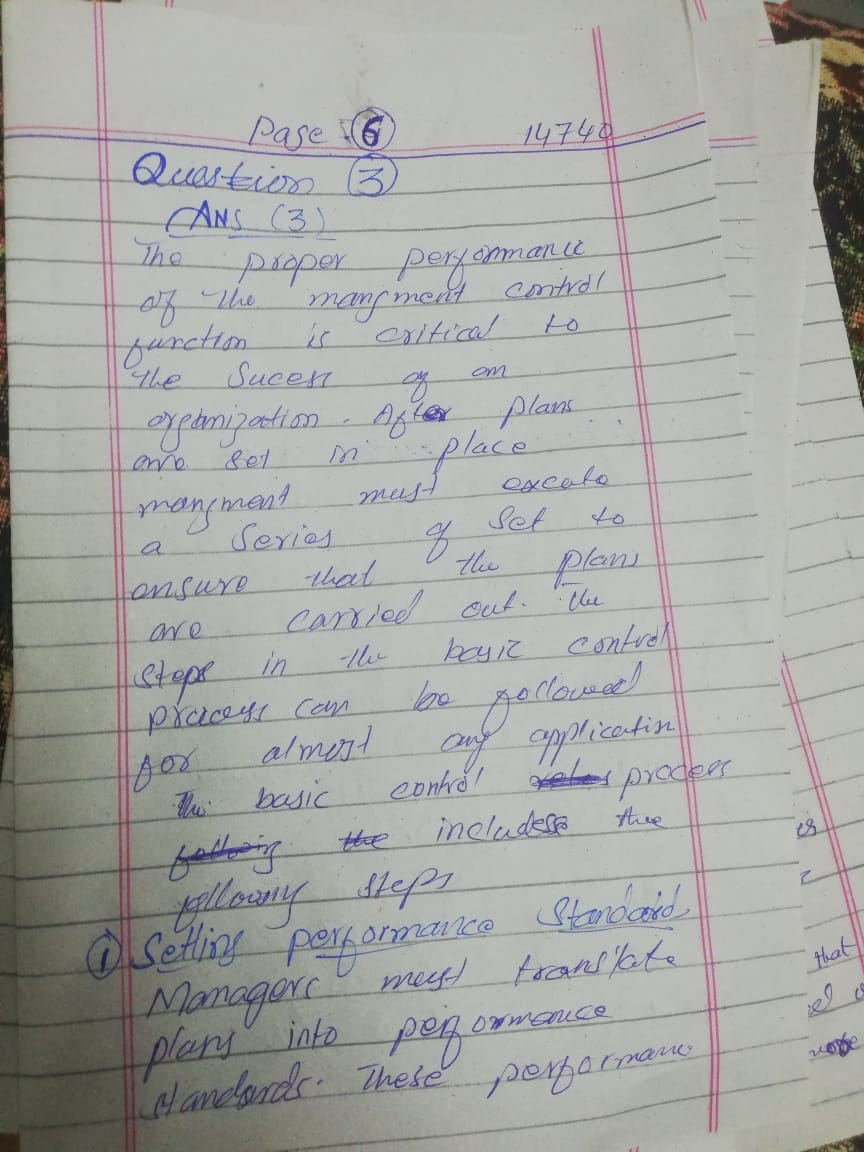 Page 6 14740
Question 3
ANS (3)
The proper performance
of the mangment control
function is critical to
the Sucess of an
organization. After plans
are set in place
mangment must excute
a Series of Set to
ensure that the plans
are carried out. The
steps in the basic control
process can be followed
for almost any application
The basic control process
includes the
following steps
1 Setting performance Standard
Managers must translate
plans into performance
standards. These performanc
that